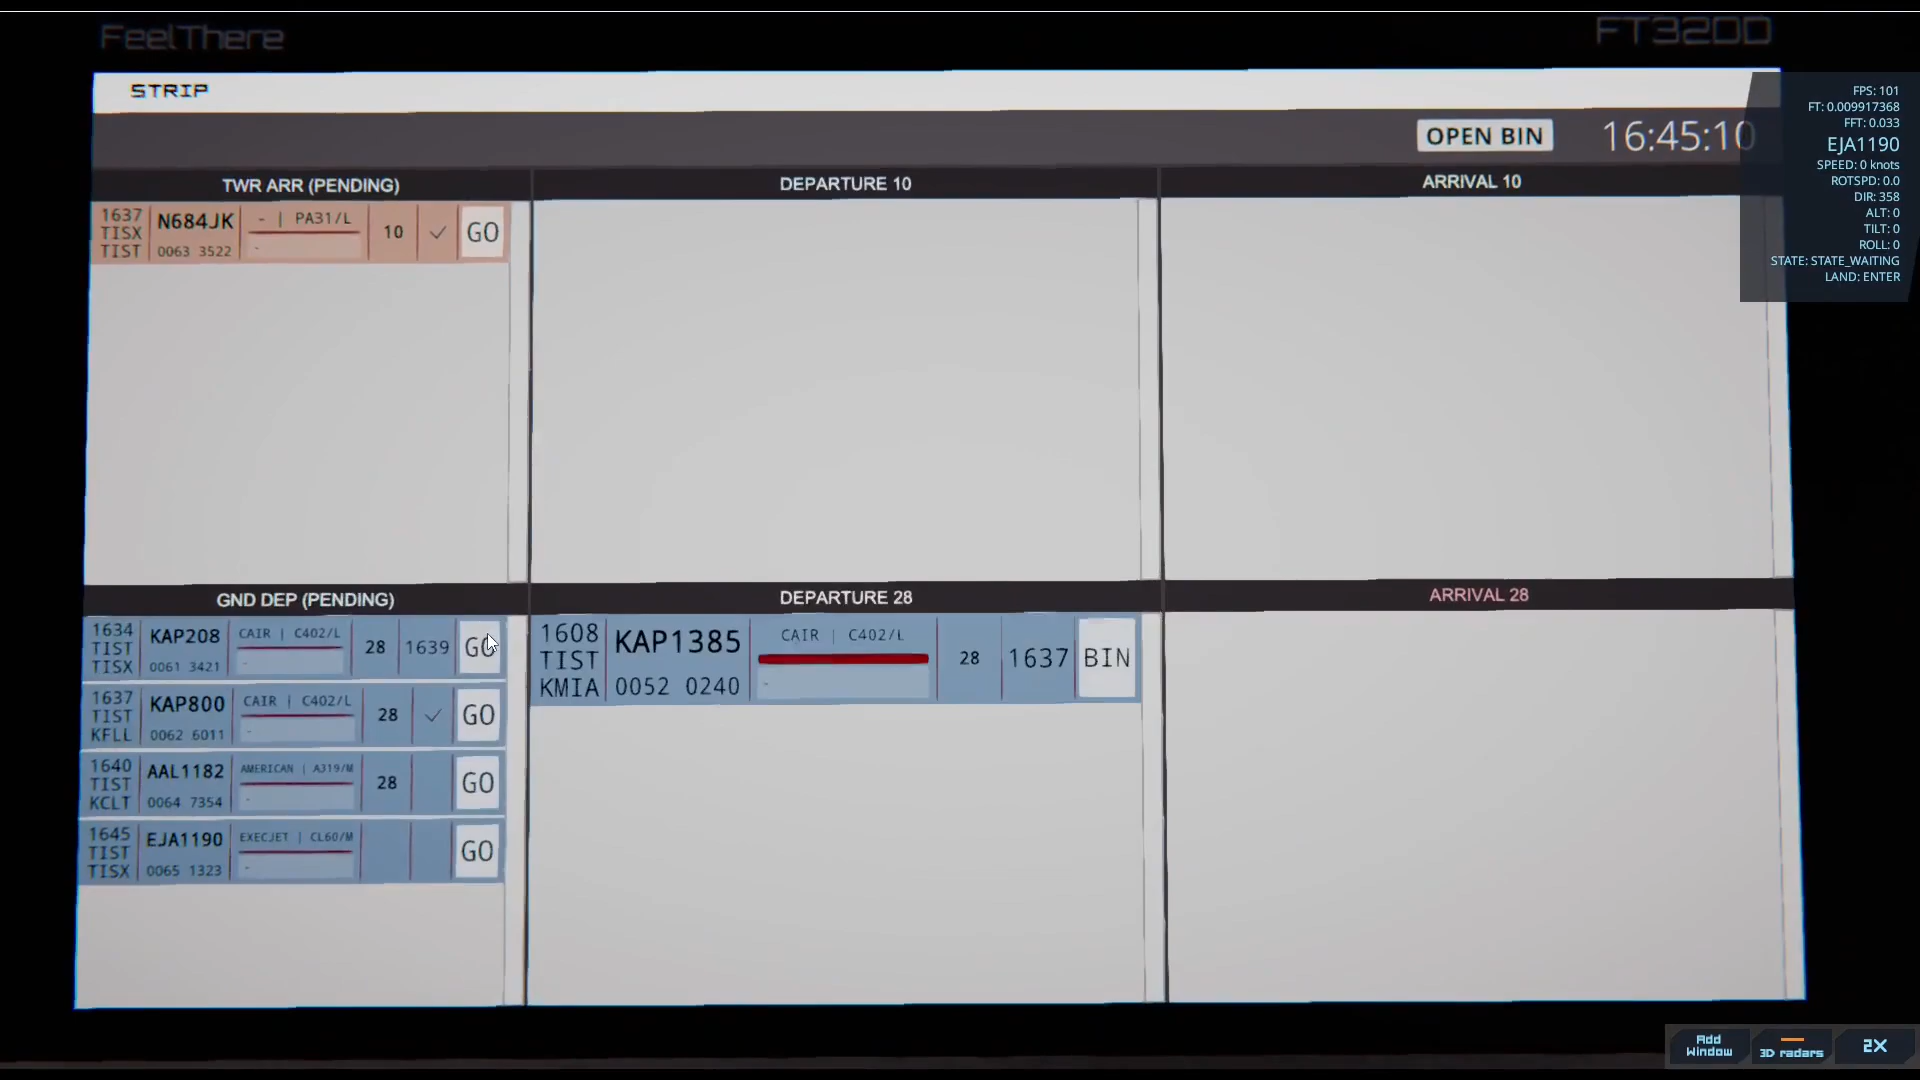 FeelThere
FT32DD
STRIP
OPEN BIN
16:45:10
FPS: 101
FT: 0.009917368
FFT: 0.033
EJA1190
SPEED: 0 knots
ROTSPD: 0.0
DIR: 358
ALT: 0
TILT: 0
ROLL: 0
STATE: STATE_WAITING
LAND: ENTER
TWR ARR (PENDING)
DEPARTURE 10
ARRIVAL 10
1637
TISX
TIST
N684JK
0063 3522
- | PA31/L
-
10
✓
GO
GND DEP (PENDING)
DEPARTURE 28
ARRIVAL 28
1634
TIST
TISX
KAP208
0061 3421
CAIR | C402/L
-
28
1639
GO
1637
TIST
KFLL
KAP800
0062 6011
CAIR | C402/L
-
28
✓
GO
1640
TIST
KCLT
AAL1182
0064 7354
AMERICAN | A319/M
-
28
GO
1645
TIST
TISX
EJA1190
0065 1323
EXECJET | CL60/M
-
GO
1608
TIST
KMIA
KAP1385
0052 0240
CAIR | C402/L
-
28
1637
BIN
Add
Window
3D radars
2X